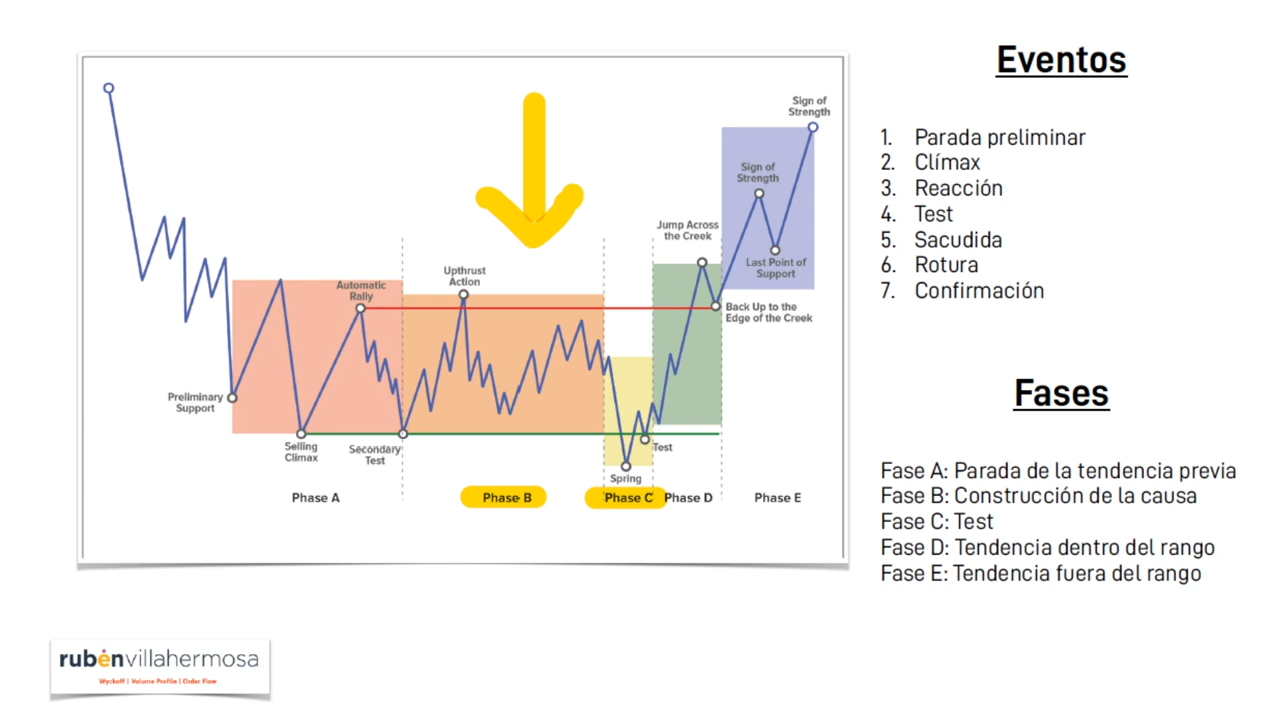 Sign of
Strength
Sign of
Strength
Jump Across
the Creek
Last Point of
Support
Upthrust
Action
Automatic
Rally
Back Up to the
Edge of the Creek
Preliminary
Support
Selling
Climax
Secondary
Test
Test
Spring
Phase A
Phase B
Phase C
Phase D
Phase E
Eventos
1. Parada preliminar
2. Clímax
3. Reacción
4. Test
5. Sacudida
6. Rotura
7. Confirmación
Fases
Fase A: Parada de la tendencia previa
Fase B: Construcción de la causa
Fase C: Test
Fase D: Tendencia dentro del rango
Fase E: Tendencia fuera del rango
rubénvillahermosa
Wyckoff | Volume Profile | Order Flow